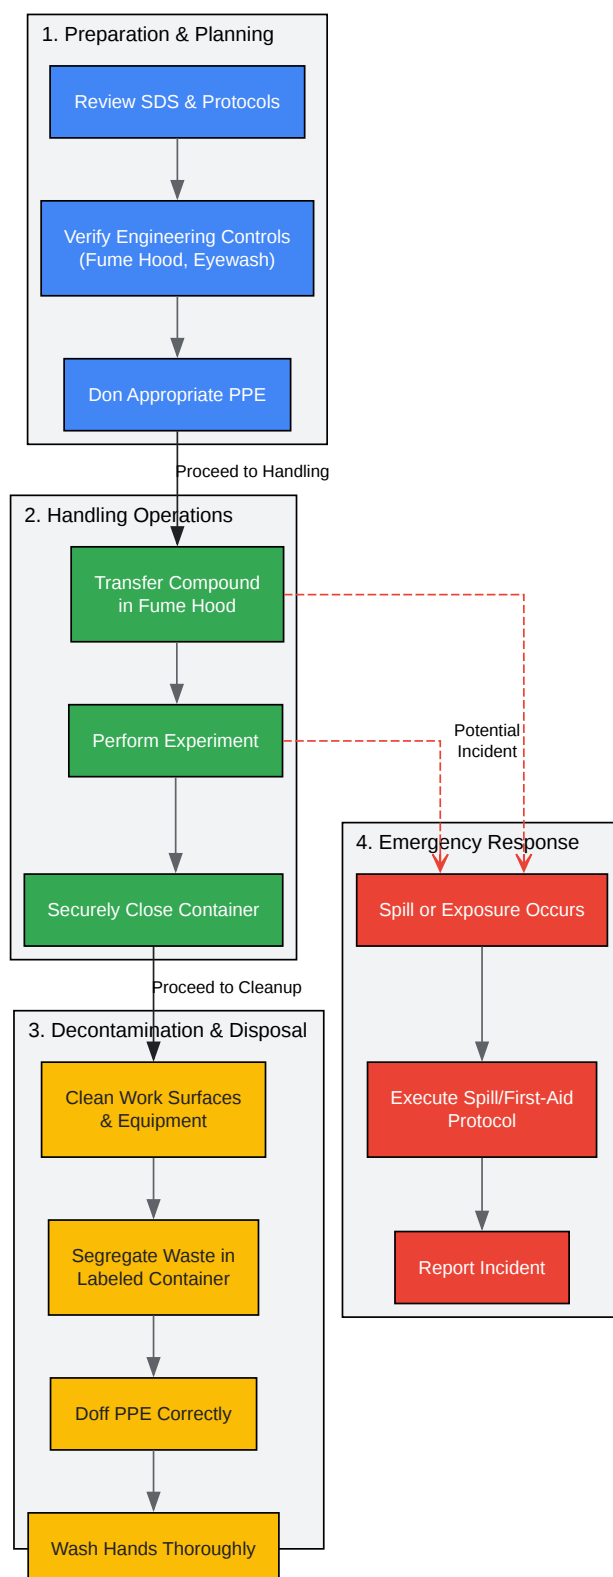 1. Preparation & Planning
Review SDS & Protocols
Verify Engineering Controls
(Fume Hood, Eyewash)
Don Appropriate PPE
Proceed to Handling
2. Handling Operations
Transfer Compound
in Fume Hood
Perform Experiment
Potential
Incident
Securely Close Container
Proceed to Cleanup
3. Decontamination & Disposal
Clean Work Surfaces
& Equipment
Segregate Waste in
Labeled Container
Doff PPE Correctly
Wash Hands Thoroughly
4. Emergency Response
Spill or Exposure Occurs
Execute Spill/First-Aid
Protocol
Report Incident